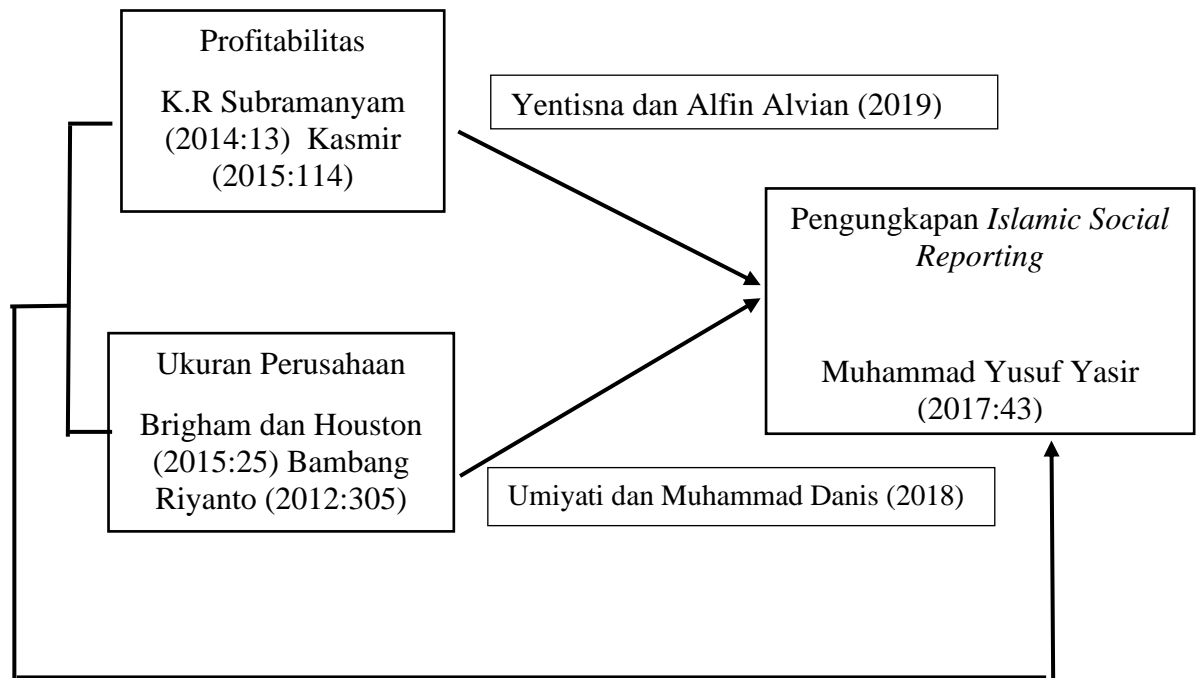 Profitabilitas
K.R Subramanyam
(2014:13) Kasmir
(2015:114)
Yentisna dan Alfin Alvian (2019)
Pengungkapan Islamic Social
Reporting
Muhammad Yusuf Yasir
(2017:43)
Ukuran Perusahaan
Brigham dan Houston
(2015:25) Bambang
Riyanto (2012:305)
Umiyati dan Muhammad Danis (2018)